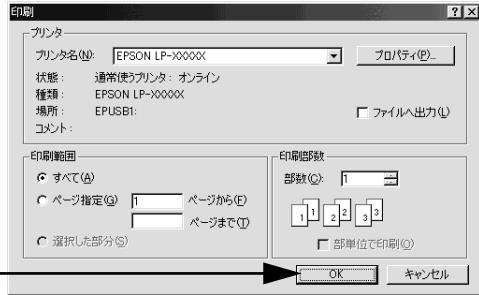 印刷
プリンタ
プリンタ名(N): EPSON LP-XXXXX プロパティ(P)...
状態： 通常使うプリンタ：オンライン
種類： EPSON LP-XXXXX
場所： EPUSB1:
コメント：
ファイルへ出力(L)
印刷範囲
すべて(A)
ページ指定(G) 1 ページから(F)
ページまで(T)
選択した部分(S)
印刷部数
部数(C): 1
1 1 2 2 3 3
部単位で印刷(O)
OK キャンセル